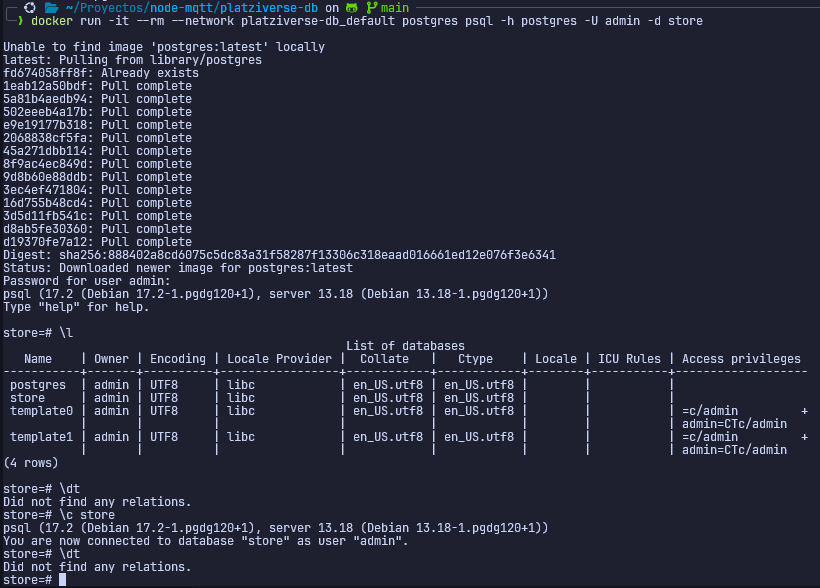 ~/Proyectos/node-mqtt/platziverse-db on main
docker run -it --rm --network platziverse-db_default postgres psql -h postgres -U admin -d store
Unable to find image 'postgres:latest' locally
latest: Pulling from library/postgres
fd674058ff8f: Already exists
1eab12a50bdf: Pull complete
5a81b4aedb94: Pull complete
502eeeb4a17b: Pull complete
e9e19177b318: Pull complete
2068838cf5fa: Pull complete
45a271dbb114: Pull complete
8f9ac4ec849d: Pull complete
9d8b60e88ddb: Pull complete
3ec4ef471804: Pull complete
16d755b48cd4: Pull complete
3d5d11fb541c: Pull complete
d8ab5fe30360: Pull complete
d19370fe7a12: Pull complete
Digest: sha256:888402a8cd6075c5dc83a31f58287f13306c318eaad016661ed12e076f3e6341
Status: Downloaded newer image for postgres:latest
Password for user admin:
psql (17.2 (Debian 17.2-1.pgdg120+1), server 13.18 (Debian 13.18-1.pgdg120+1))
Type "help" for help.
store=# \l
List of databases
Name | Owner | Encoding | Locale Provider | Collate | Ctype | Locale | ICU Rules | Access privileges
-----------+-------+----------+-----------------+------------+------------+--------+-----------+-------------------
postgres | admin | UTF8 | libc | en_US.utf8 | en_US.utf8 | | |
store | admin | UTF8 | libc | en_US.utf8 | en_US.utf8 | | |
template0 | admin | UTF8 | libc | en_US.utf8 | en_US.utf8 | | | =c/admin +
| | | | | | | | admin=CTc/admin
template1 | admin | UTF8 | libc | en_US.utf8 | en_US.utf8 | | | =c/admin +
| | | | | | | | admin=CTc/admin
(4 rows)
store=# \dt
Did not find any relations.
store=# \c store
psql (17.2 (Debian 17.2-1.pgdg120+1), server 13.18 (Debian 13.18-1.pgdg120+1))
You are now connected to database "store" as user "admin".
store=# \dt
Did not find any relations.
store=#